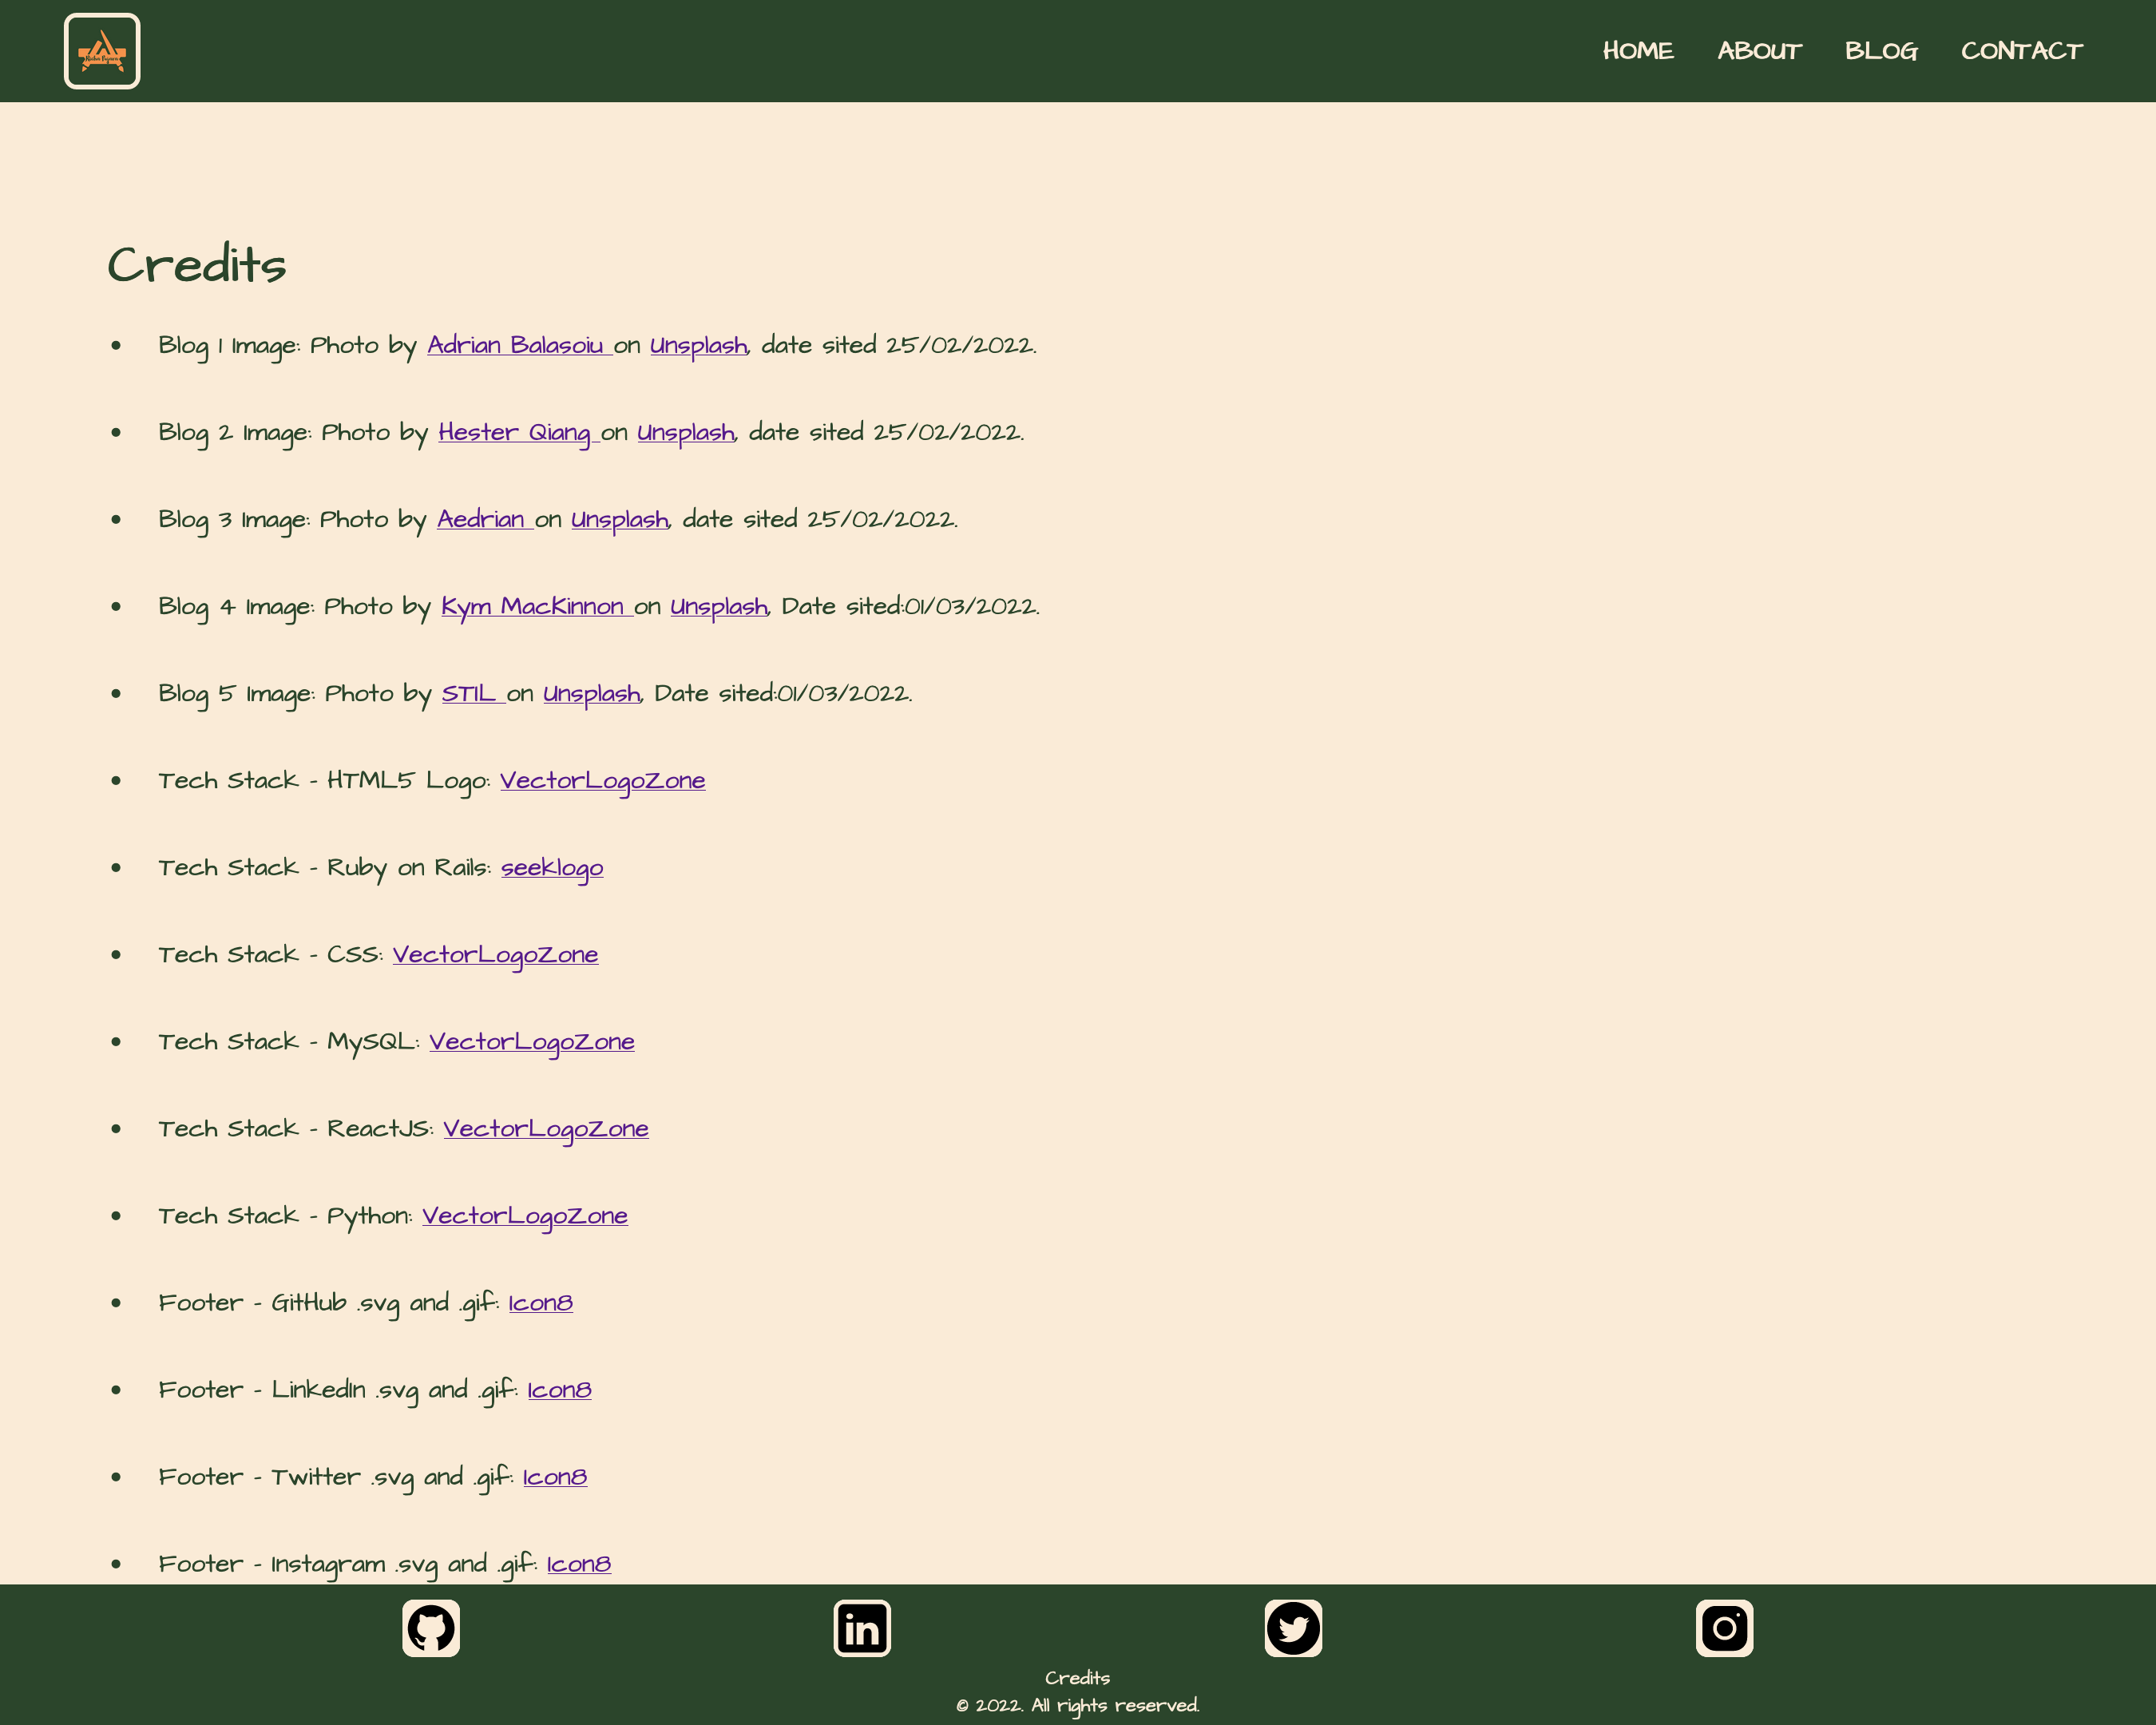 HOME ABOUT BLOG CONTACT
Credits
• Blog 1 Image: Photo by Adrian Balasoiu on Unsplash, date sited 25/02/2022.
• Blog 2 Image: Photo by Hester Qiang on Unsplash, date sited 25/02/2022.
• Blog 3 Image: Photo by Aedrian on Unsplash, date sited 25/02/2022.
• Blog 4 Image: Photo by Kym MacKinnon on Unsplash, Date sited:01/03/2022.
• Blog 5 Image: Photo by STIL on Unsplash, Date sited:01/03/2022.
• Tech Stack - HTML5 Logo: VectorLogoZone
• Tech Stack - Ruby on Rails: seeklogo
• Tech Stack - CSS: VectorLogoZone
• Tech Stack - MySQL: VectorLogoZone
• Tech Stack - ReactJS: VectorLogoZone
• Tech Stack - Python: VectorLogoZone
• Footer - GitHub .svg and .gif: Icon8
• Footer - LinkedIn .svg and .gif: Icon8
• Footer - Twitter .svg and .gif: Icon8
• Footer - Instagram .svg and .gif: Icon8
in
Credits
© 2022. All rights reserved.